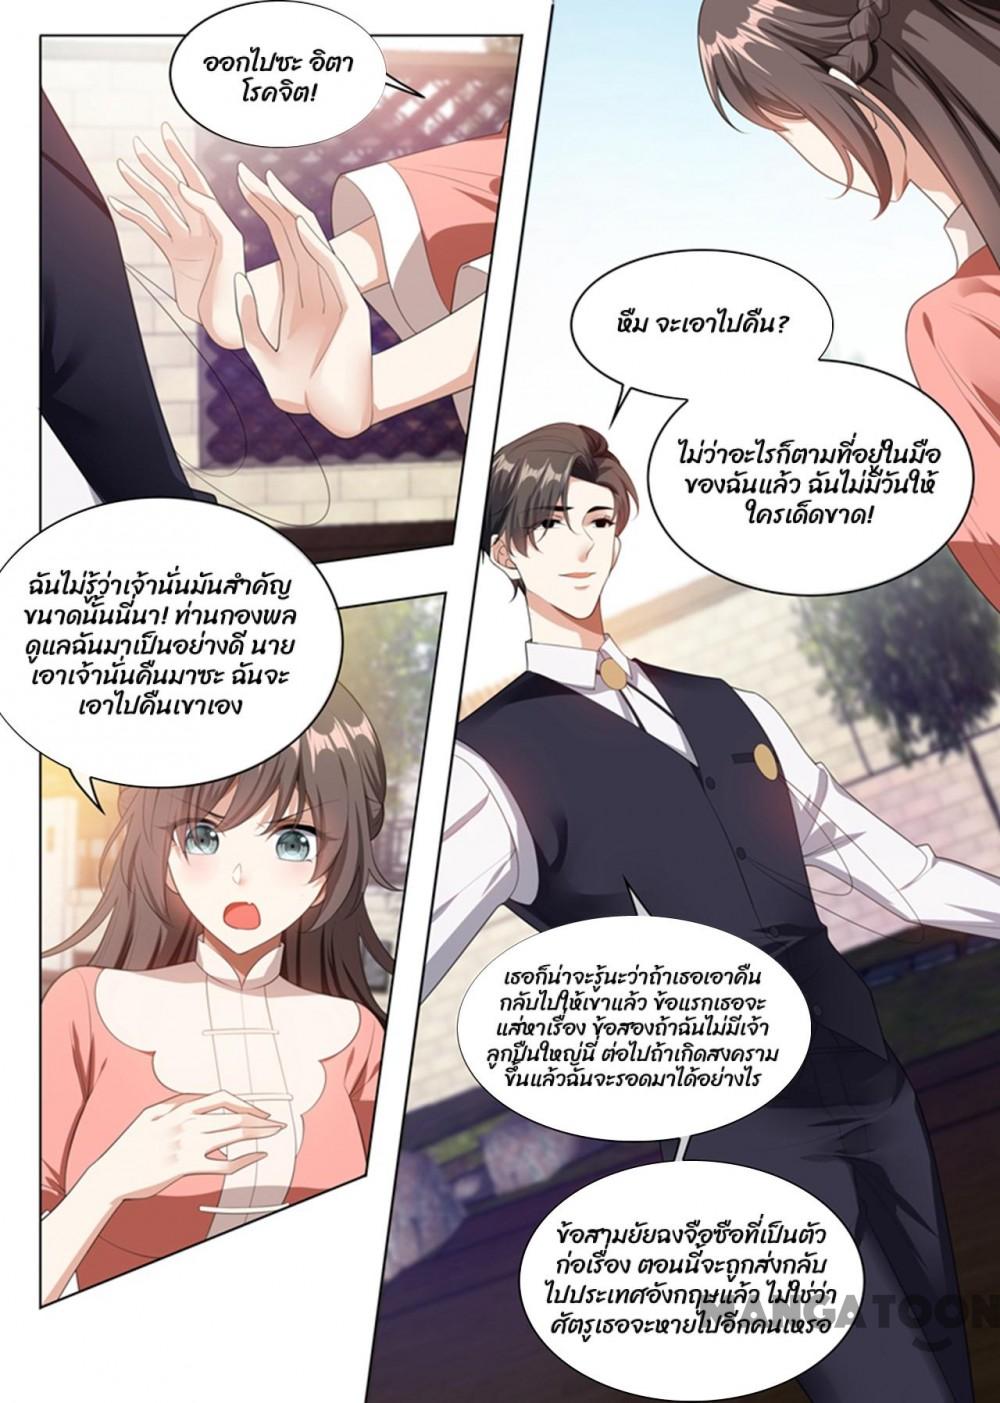 ออกไปซะ อิตา
โรคจิต!
ฉันไม่รู้ว่าเจ้านั่นมันสำคัญ
ขนาดนั้นนี่นา! ท่านกองพล
ดูแลฉันมาเป็นอย่างดี นาย
เอาเจ้านั่นคืนมาซะ ฉันจะ
เอาไปคืนเขาเอง
หืม จะเอาไปคืน?
ไม่ว่าอะไรก็ตามที่อยู่ในมือ
ของฉันแล้ว ฉันไม่มีวันให้
ใครเด็ดขาด!
เธอก็น่าจะรู้นะว่าถ้าเธอเอาคืน
กลับไปให้เขาแล้ว ข้อแรกเธอจะ
แส่หาเรื่อง ข้อสองถ้าฉันไม่มีเจ้า
ลูกปืนใหญ่นี้ ต่อไปถ้าเกิดสงคราม
ขึ้นแล้วฉันจะรอดมาได้อย่างไร
ข้อสามยัยฉงจือซือที่เป็นตัว
ก่อเรื่อง ตอนนี้จะถูกส่งกลับ
ไปประเทศอังกฤษแล้ว ไม่ใช่ว่า
ศัตรูเธอจะหายไปอีกคนเหรอ
MANGATOON